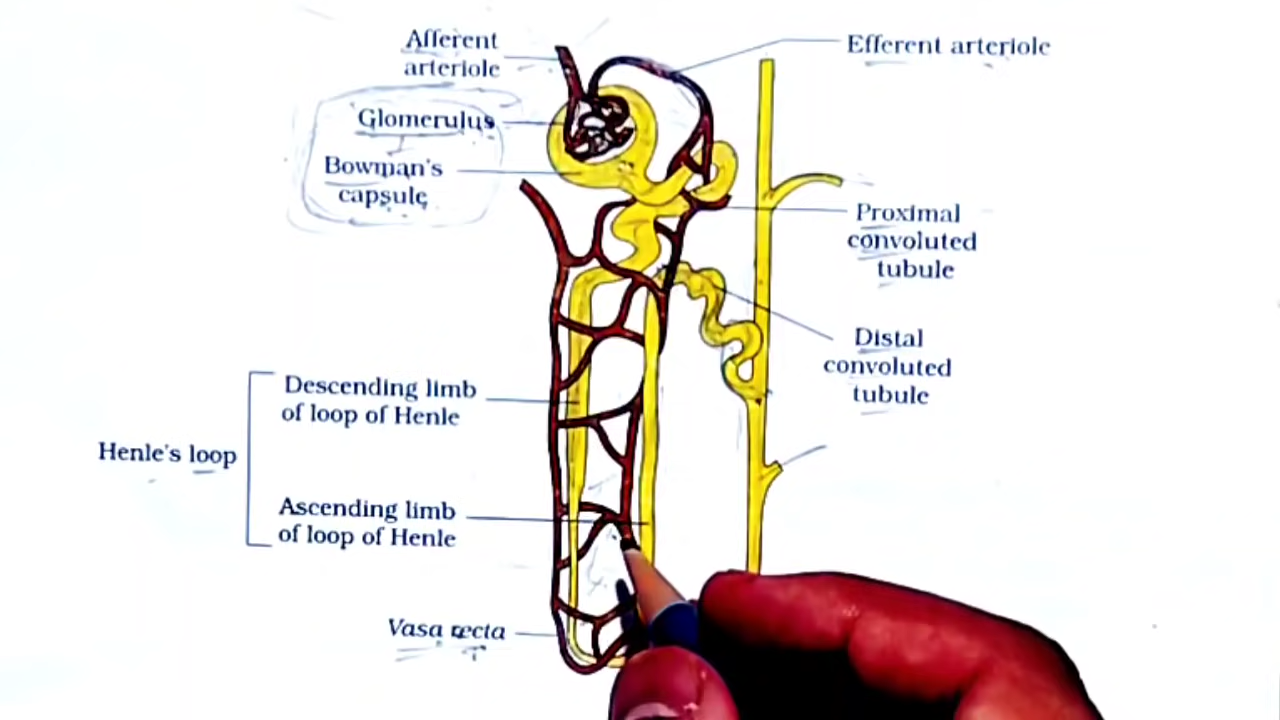 Afferent
arteriole
Efferent arteriole
Glomerulus
Bowman's
capsule
Proximal
convoluted
tubule
Distal
convoluted
tubule
Descending limb
of loop of Henle
Henle's loop
Ascending limb
of loop of Henle
Vasa recta